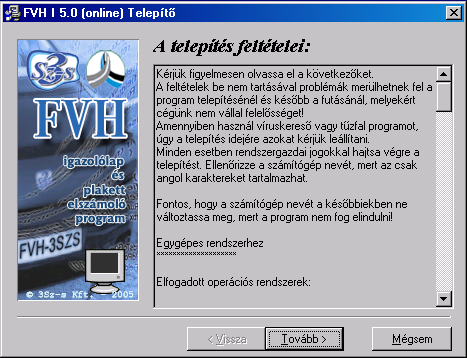 FVH I 5.0 (online) Telepítő
A telepítés feltételei:
3SzS
FVH
igazolólap
és
plakett
elszámoló
program
FVH-3SZS
© 3Sz-s Kft. - 2005
Kérjük figyelmesen olvassa el a következőket.
A feltételek be nem tartásával problémák merülhetnek fel a
program telepítésénél és később a futásánál, melyekért
cégünk nem vállal felelősséget!
Amennyiben használ víruskereső vagy tűzfal programot,
úgy a telepítés idejére azokat kérjük leállítani.
Minden esetben rendszergazdai jogokkal hajtsa végre a
telepítést. Ellenőrizze a számítógép nevét, mert az csak
angol karaktereket tartalmazhat.
Fontos, hogy a számítógép nevét a későbbiekben ne
változtassa meg, mert a program nem fog elindulni!
Egygépes rendszerhez
********************
Elfogadott operációs rendszerek:
< Vissza
Tovább >
Mégsem